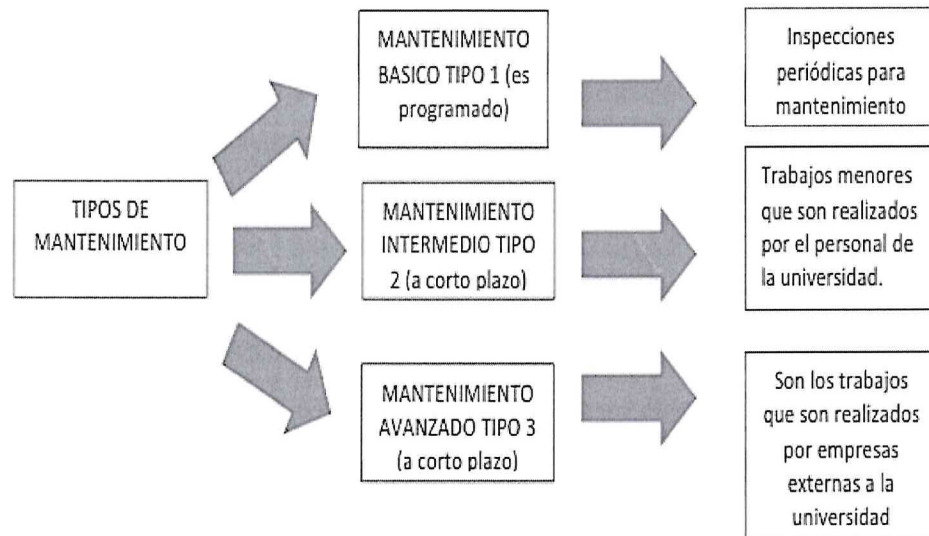 TIPOS DE
MANTENIMIENTO
MANTENIMIENTO
BASICO TIPO 1 (es
programado)
Inspecciones
periódicas para
mantenimiento
MANTENIMIENTO
INTERMEDIO TIPO
2 (a corto plazo)
Trabajos menores
que son realizados
por el personal de
la universidad.
MANTENIMIENTO
AVANZADO TIPO 3
(a corto plazo)
Son los trabajos
que son realizados
por empresas
externas a la
universidad